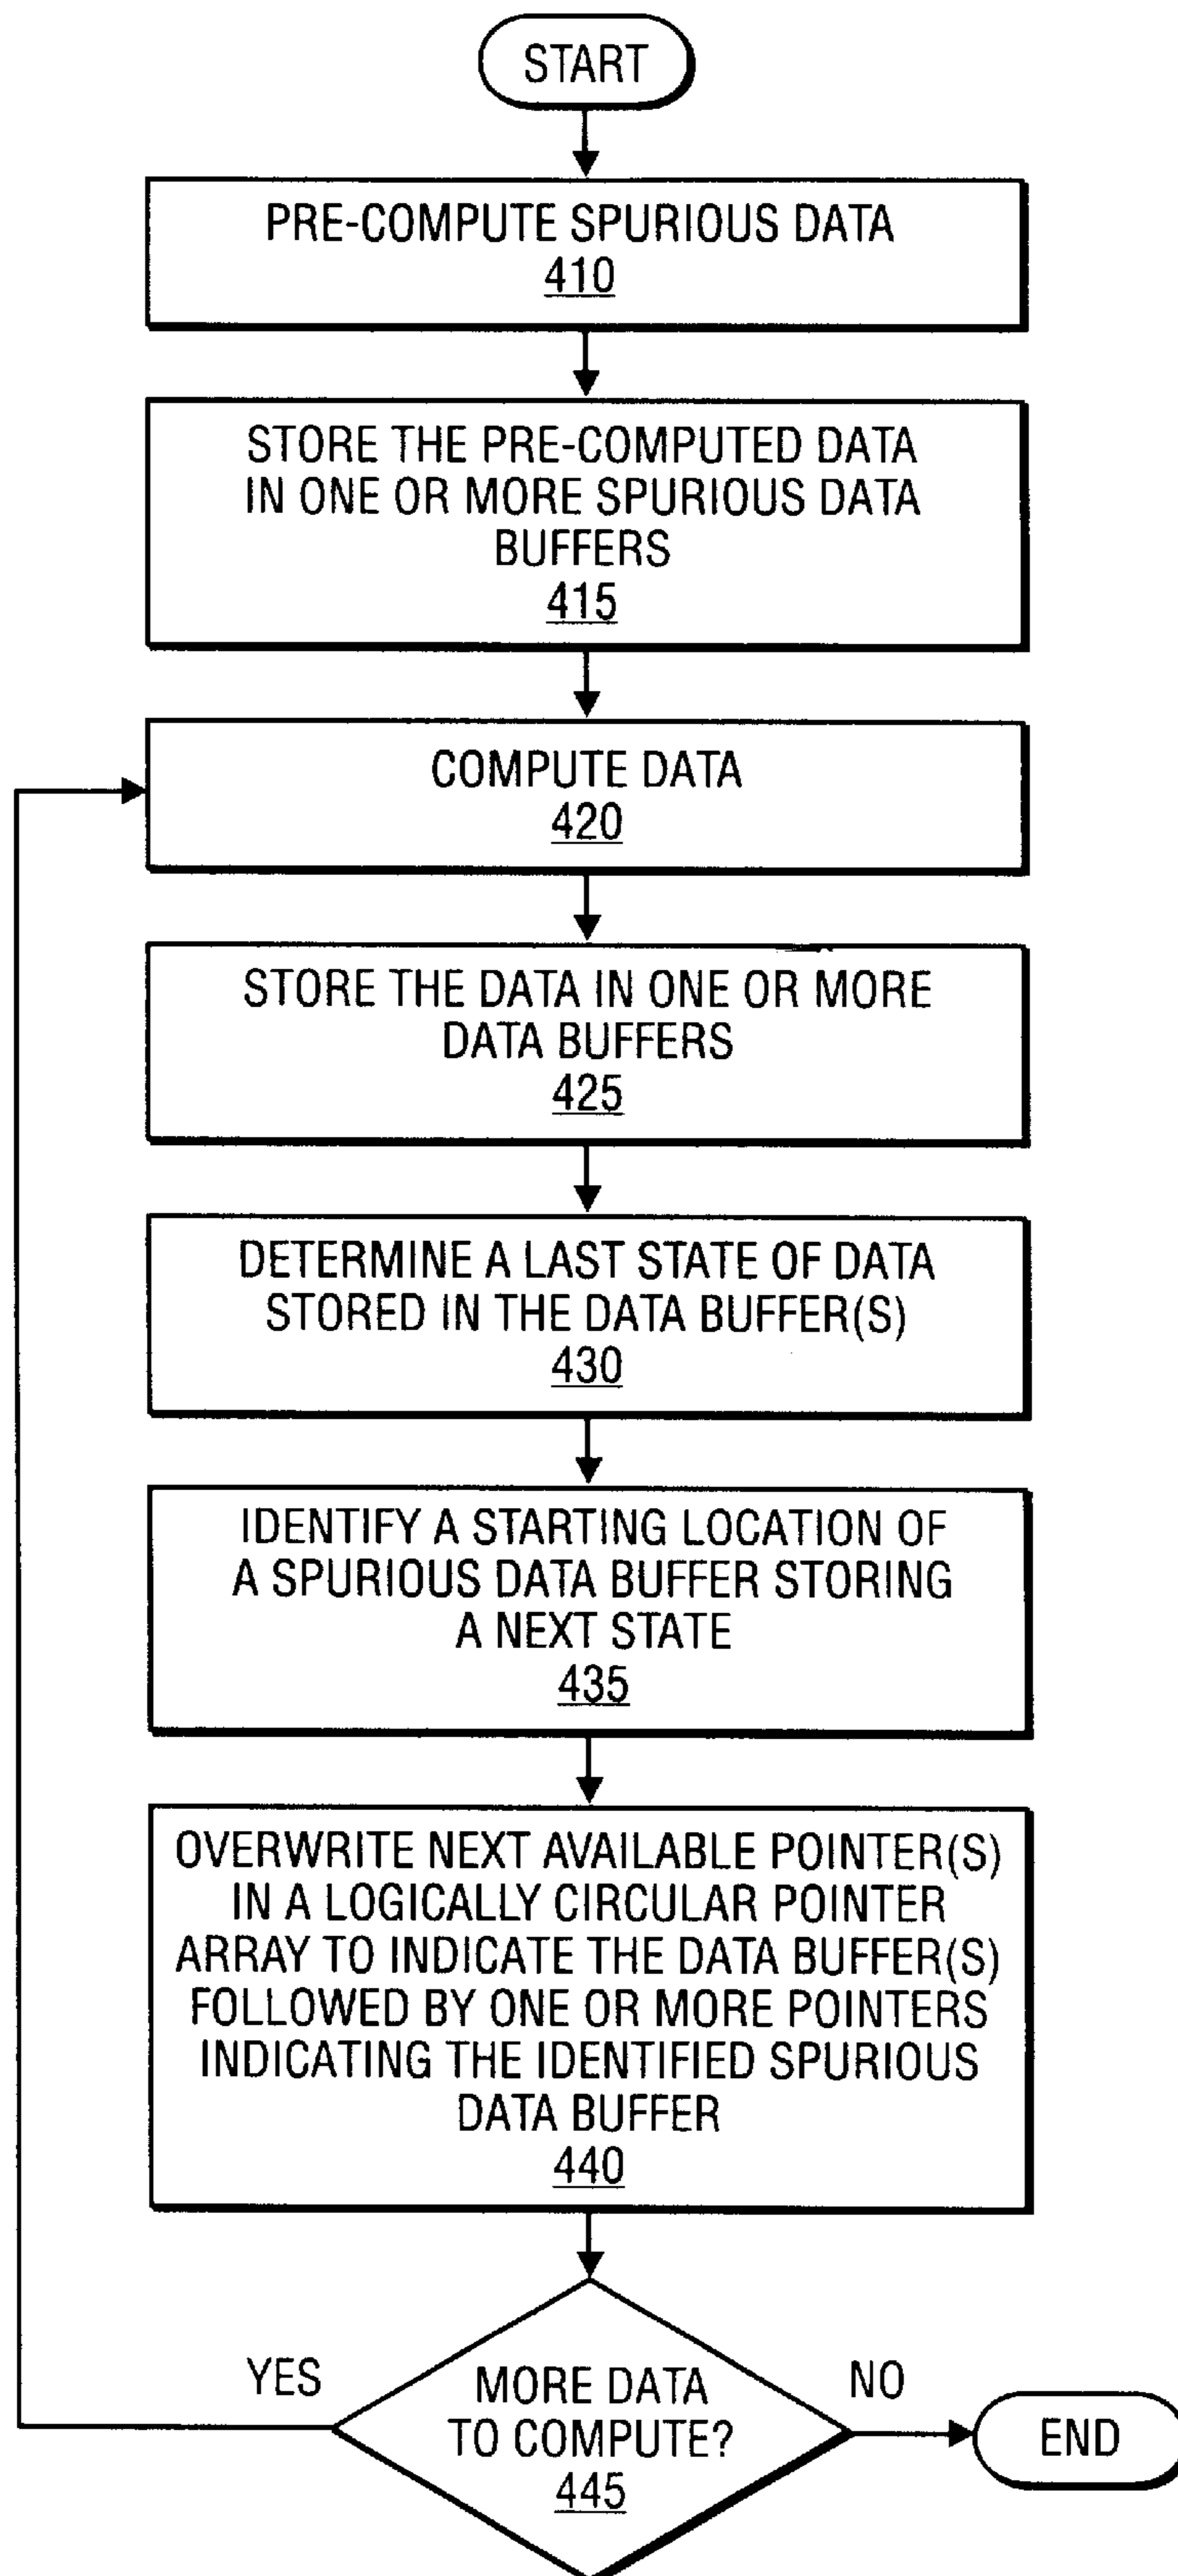 START
PRE-COMPUTE SPURIOUS DATA
410
STORE THE PRE-COMPUTED DATA
IN ONE OR MORE SPURIOUS DATA
BUFFERS
415
COMPUTE DATA
420
STORE THE DATA IN ONE OR MORE
DATA BUFFERS
425
DETERMINE A LAST STATE OF DATA
STORED IN THE DATA BUFFER(S)
430
IDENTIFY A STARTING LOCATION OF
A SPURIOUS DATA BUFFER STORING
A NEXT STATE
435
OVERWRITE NEXT AVAILABLE POINTER(S)
IN A LOGICALLY CIRCULAR POINTER
ARRAY TO INDICATE THE DATA BUFFER(S)
FOLLOWED BY ONE OR MORE POINTERS
INDICATING THE IDENTIFIED SPURIOUS
DATA BUFFER
440
YES
MORE DATA
TO COMPUTE?
445
NO
END